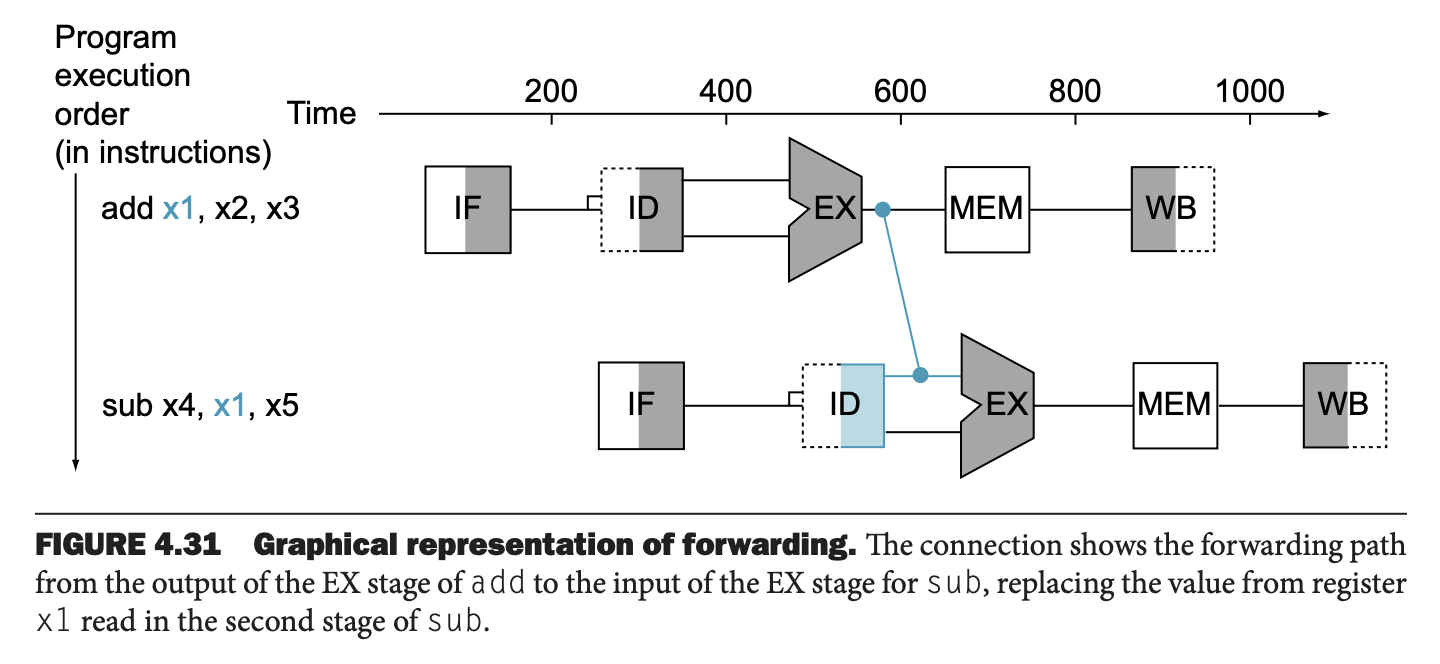 Program
execution
order
(in instructions)
Time
200 400 600 800 1000
add x1, x2, x3
IF ID EX MEM WB
sub x4, x1, x5
IF ID EX MEM WB
FIGURE 4.31 Graphical representation of forwarding. The connection shows the forwarding path
from the output of the EX stage of add to the input of the EX stage for sub, replacing the value from register
x1 read in the second stage of sub.